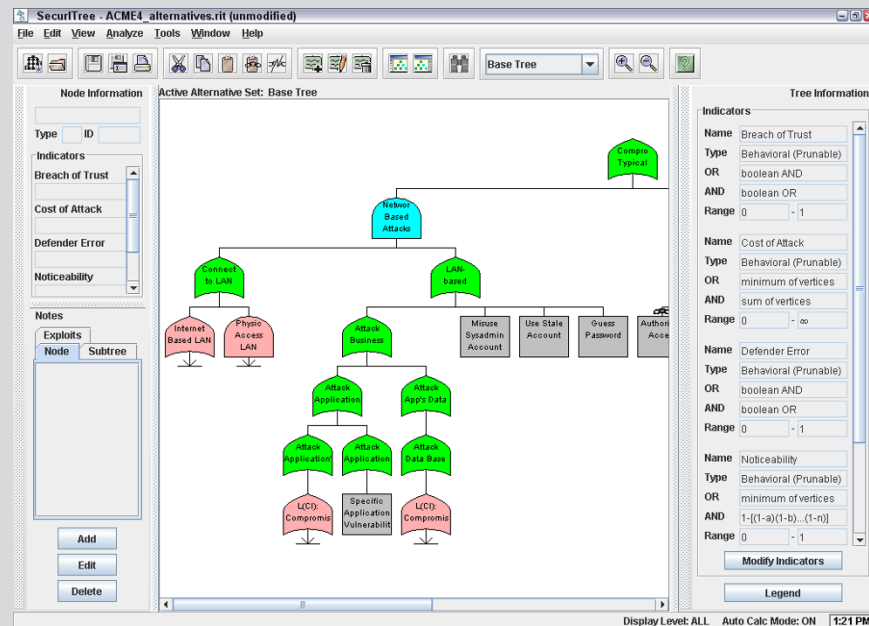 SecurITree - ACME4_alternatives.rit (unmodified)
File Edit View Analyze Tools Window Help
Base Tree
Node Information
Type ID
Indicators
Breach of Trust
Cost of Attack
Defender Error
Noticeability
Notes
Exploits
Node Subtree
Add
Edit
Delete
Active Alternative Set: Base Tree
Compro
Typical
Networ
Based
Attacks
Connect
to LAN
LAN-
based
Internet
Based LAN
Physic
Access
LAN
Attack
Business
Misuse
Sysadmin
Account
Use Stale
Account
Guess
Password
Authori
Acce
Attack
Application
Attack
App's Data
Attack
Application'
Attack
Application
Attack
Data Base
L(CI):
Compromis
Specific
Application
Vulnerabilit
L(CI):
Compromis
Tree Information
Indicators
Name Breach of Trust
Type Behavioral (Prunable)
OR boolean AND
AND boolean OR
Range 0 - 1
Name Cost of Attack
Type Behavioral (Prunable)
OR minimum of vertices
AND sum of vertices
Range 0 - ∞
Name Defender Error
Type Behavioral (Prunable)
OR boolean AND
AND boolean OR
Range 0 - 1
Name Noticeability
Type Behavioral (Prunable)
OR minimum of vertices
AND 1-[(1-a)(1-b)...(1-n)]
Range 0 - 1
Modify Indicators
Legend
Display Level: ALL Auto Calc Mode: ON 1:21 PM